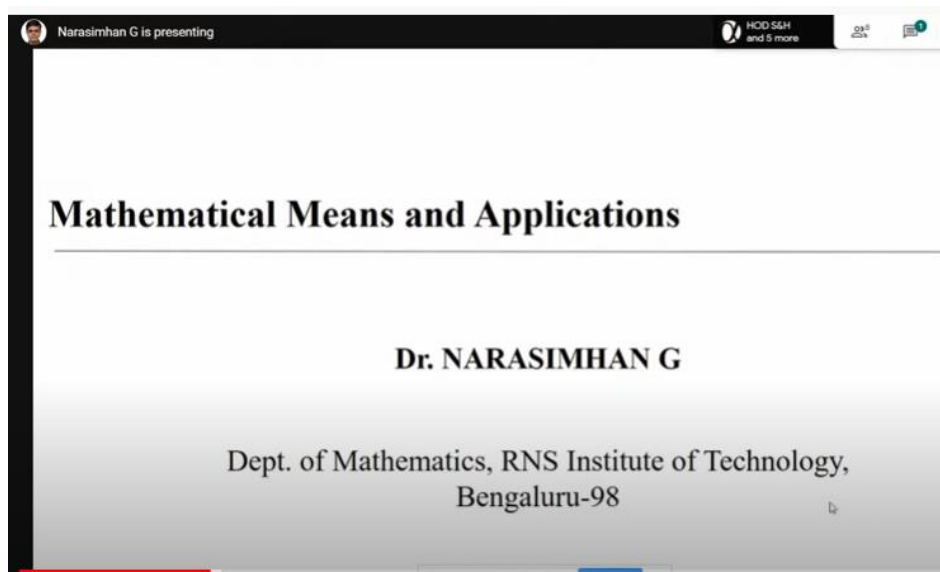 Narasimhan G is presenting
HOD S&H
and 5 more
Mathematical Means and Applications
Dr. NARASIMHAN G
Dept. of Mathematics, RNS Institute of Technology,
Bengaluru-98